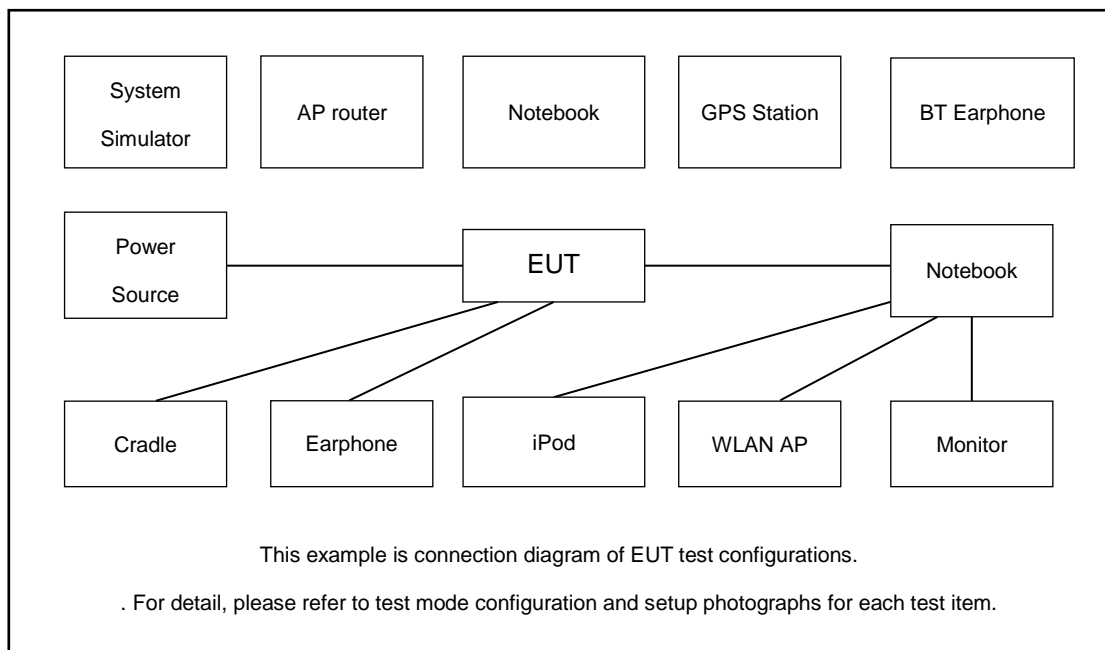 System
Simulator
AP router
Notebook
GPS Station
BT Earphone
Power
Source
EUT
Notebook
Cradle
Earphone
iPod
WLAN AP
Monitor
This example is connection diagram of EUT test configurations.
. For detail, please refer to test mode configuration and setup photographs for each test item.